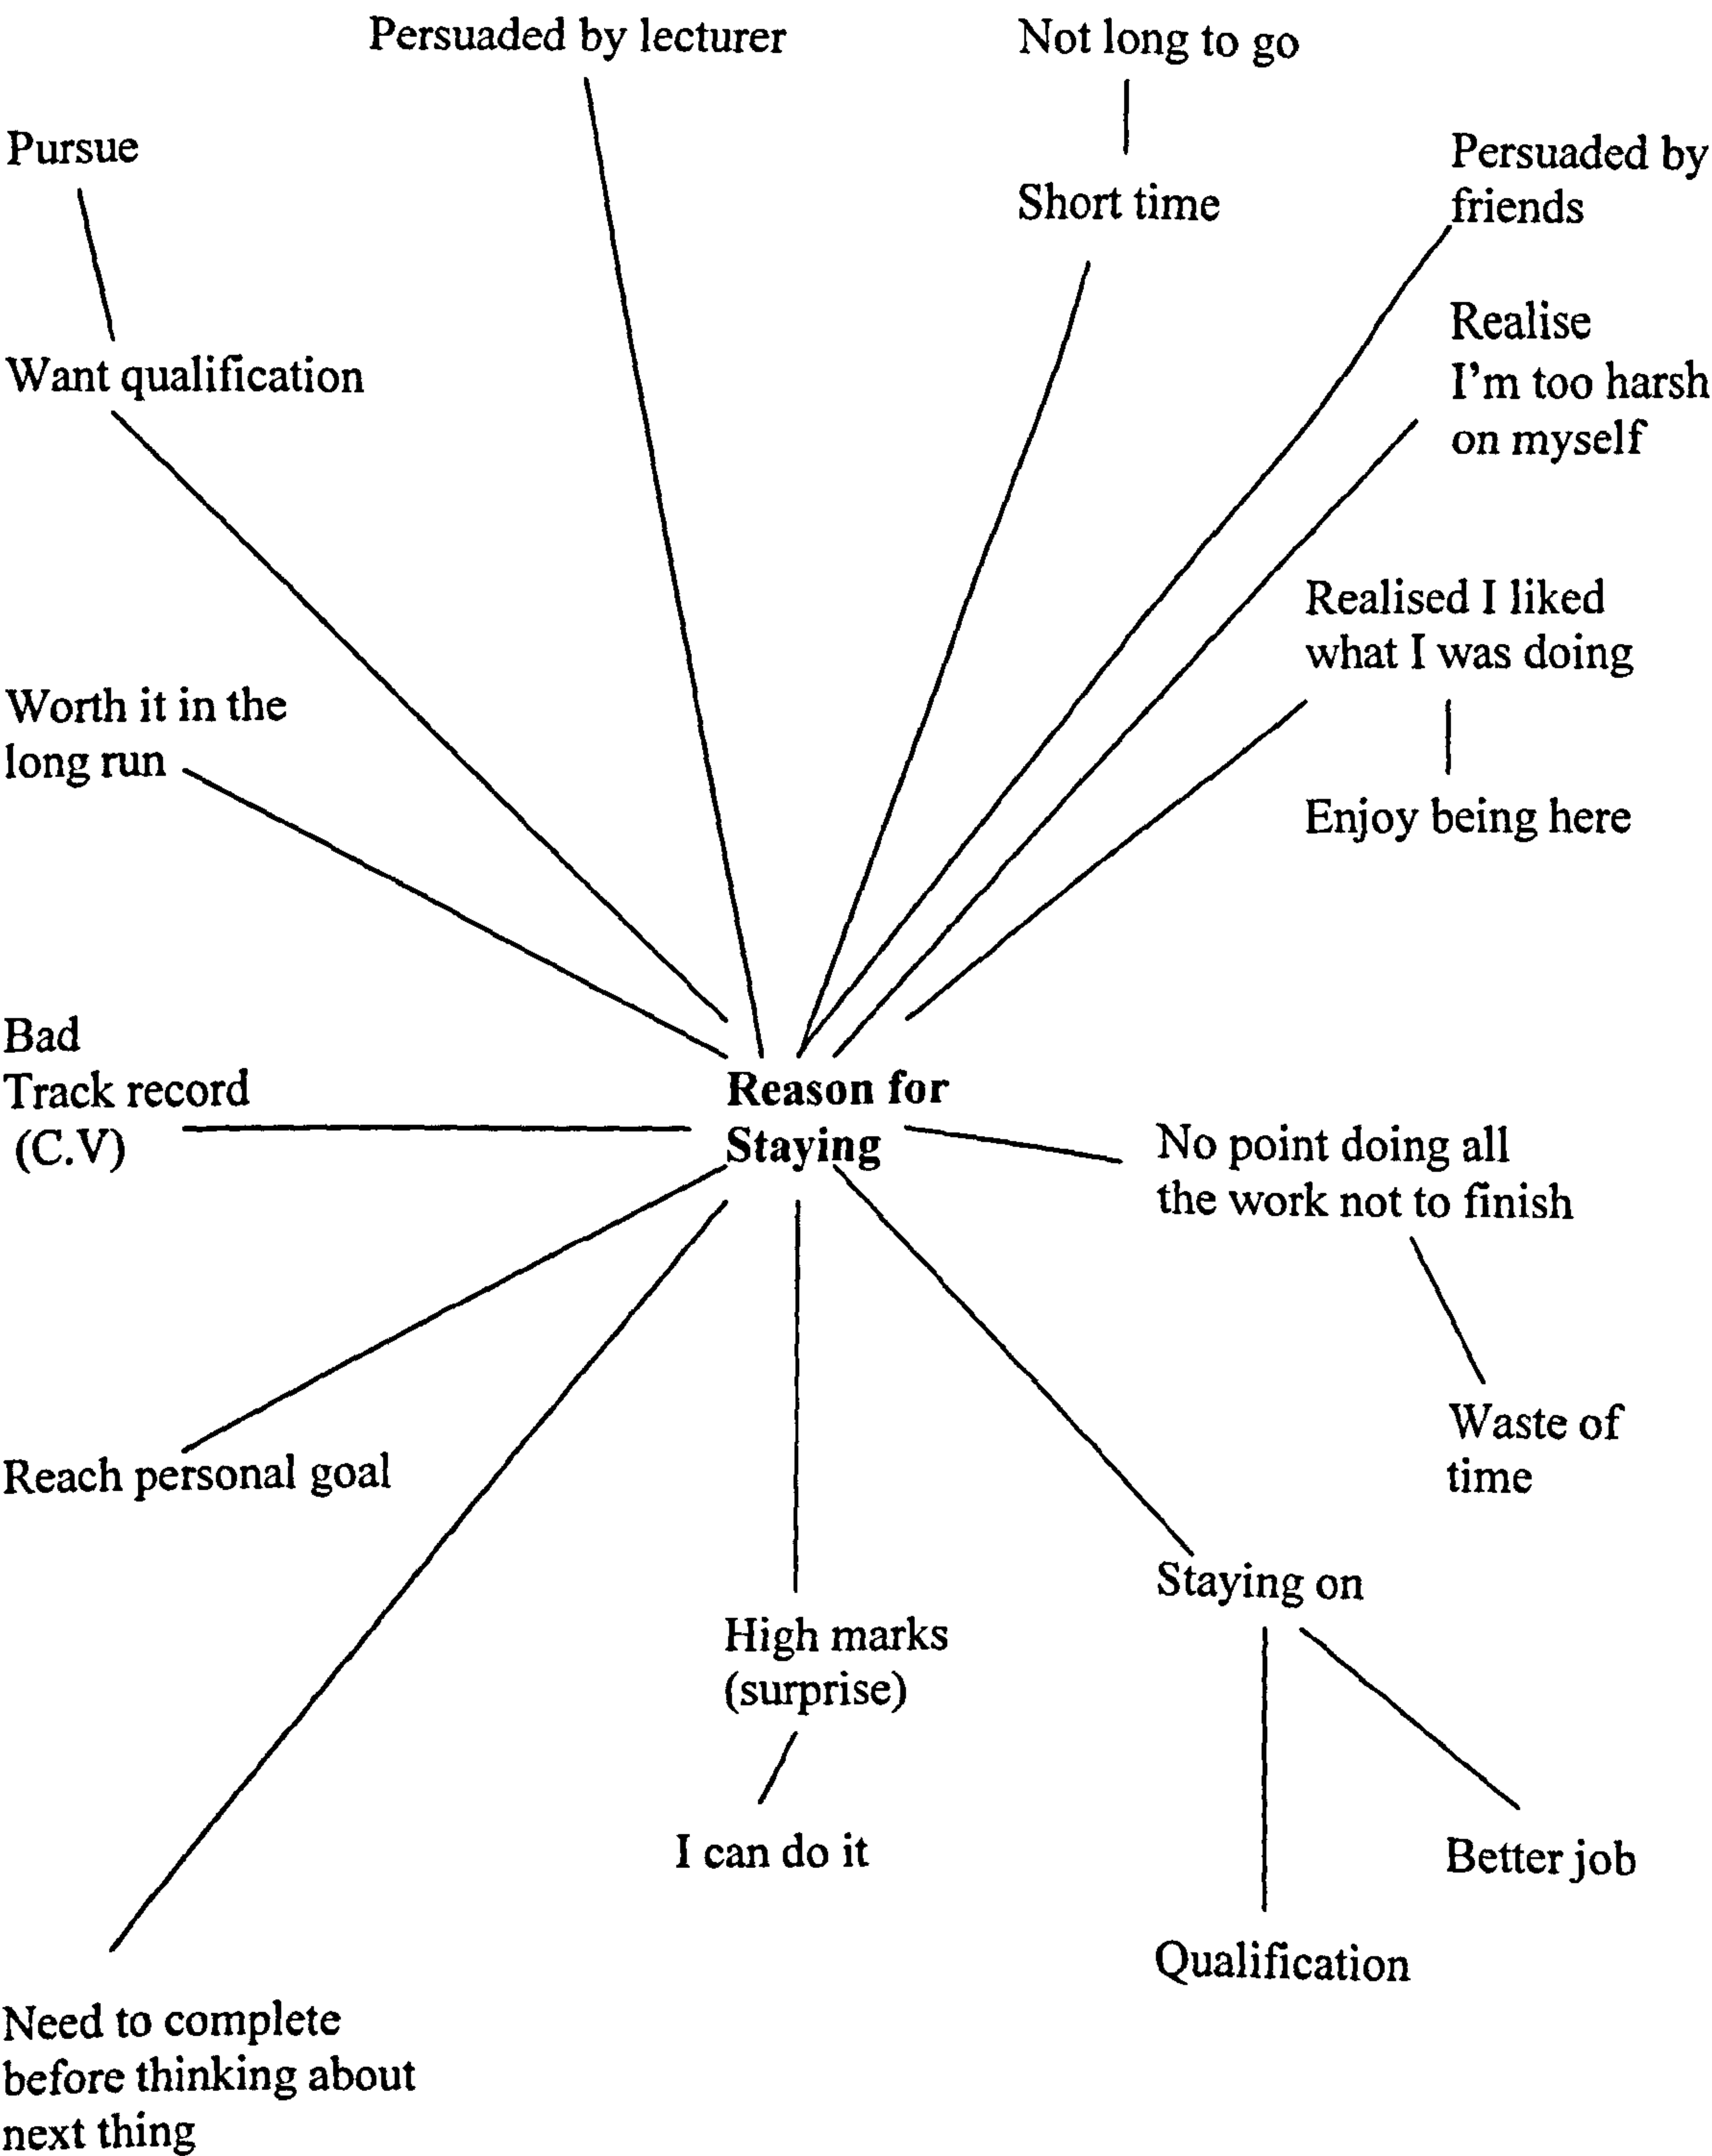 Persuaded by lecturer
Not long to go
Pursue
Persuaded by
friends
Short time
Realise
I'm too harsh
on myself
Want qualification
Realised I liked
what I was doing
Worth it in the
long run
Enjoy being here
Bad
Track record
(C.V)
Reason for
Staying
No point doing all
the work not to finish
Waste of
time
Reach personal goal
Staying on
High marks
(surprise)
I can do it
Better job
Qualification
Need to complete
before thinking about
next thing